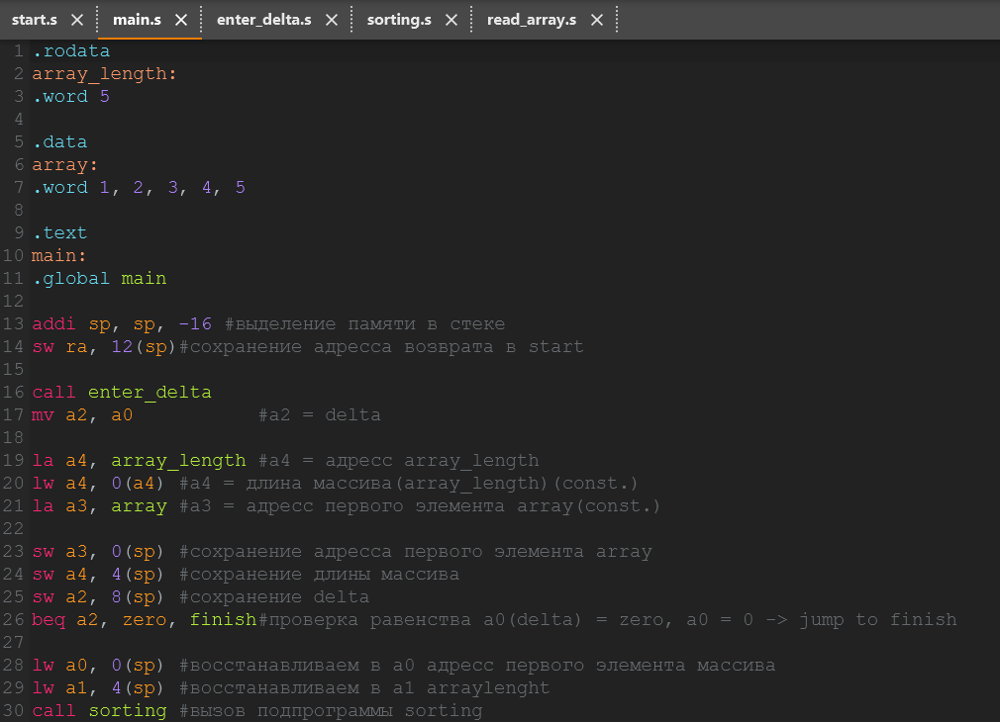 start.s × main.s × enter_delta.s × sorting.s × read_array.s ×
1 .rodata
2 array_length:
3 .word 5
4
5 .data
6 array:
7 .word 1, 2, 3, 4, 5
8
9 .text
10 main:
11 .global main
12
13 addi sp, sp, -16 #выделение памяти в стеке
14 sw ra, 12(sp)#сохранение адресса возврата в start
15
16 call enter_delta
17 mv a2, a0 #a2 = delta
18
19 la a4, array_length #a4 = адресс array_length
20 lw a4, 0(a4) #a4 = длина массива(array_length)(const.)
21 la a3, array #a3 = адресс первого элемента array(const.)
22
23 sw a3, 0(sp) #сохранение адресса первого элемента array
24 sw a4, 4(sp) #сохранение длины массива
25 sw a2, 8(sp) #сохранение delta
26 beq a2, zero, finish#проверка равенства a0(delta) = zero, a0 = 0 -> jump to finish
27
28 lw a0, 0(sp) #восстанавливаем в a0 адресс первого элемента массива
29 lw a1, 4(sp) #восстанавливаем в a1 arraylenght
30 call sorting #вызов подпрограммы sorting